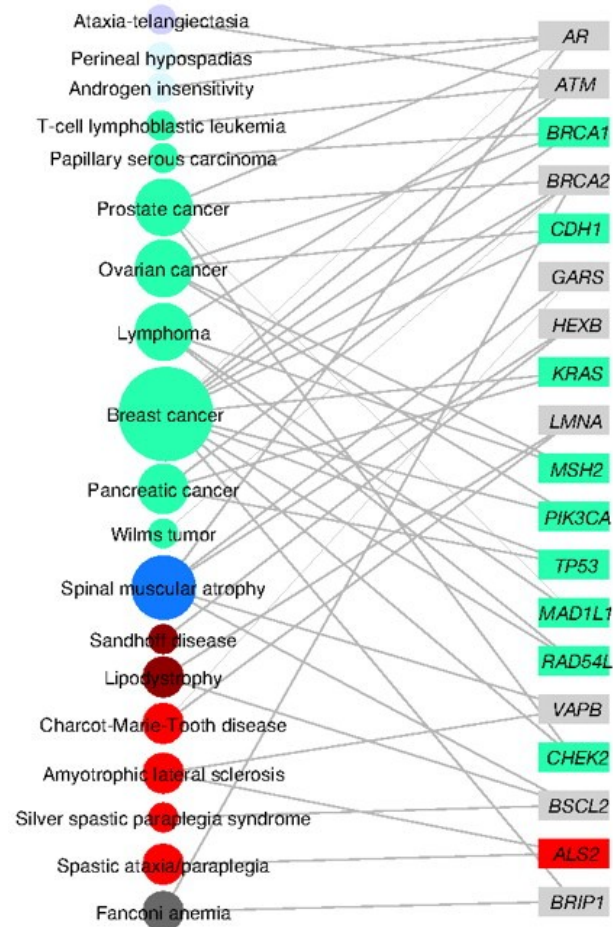 Ataxia-telangiectasia
Perineal hypospadias
Androgen insensitivity
T-cell lymphoblastic leukemia
Papillary serous carcinoma
Prostate cancer
Ovarian cancer
Lymphoma
Breast cancer
Pancreatic cancer
Wilms tumor
Spinal muscular atrophy
Sandhoff disease
Lipodystrophy
Charcot-Marie-Tooth disease
Amyotrophic lateral sclerosis
Silver spastic paraplegia syndrome
Spastic ataxia/paraplegia
Fanconi anemia
AR
ATM
BRCA1
BRCA2
CDH1
GARS
HEXB
KRAS
LMNA
MSH2
PIK3CA
TP53
MAD1L1
RAD54L
VAPB
CHEK2
BSCL2
ALS2
BRIP1